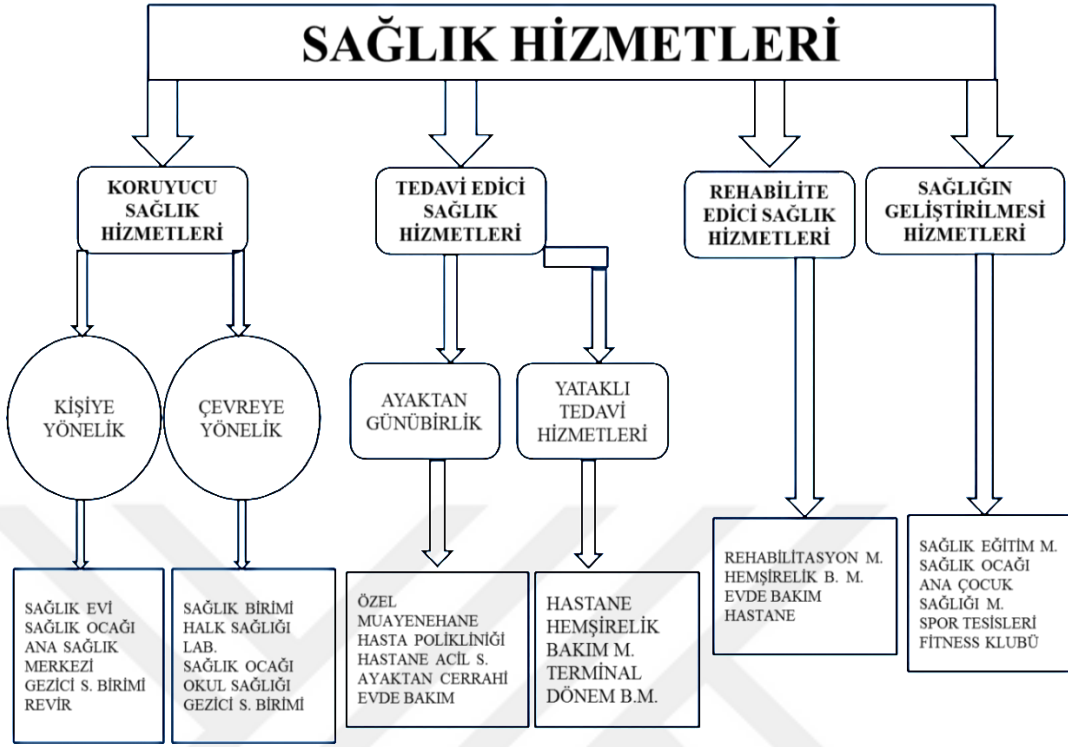 SAĞLIK HİZMETLERİ
KORUYUCU
SAĞLIK
HİZMETLERİ
TEDAVİ EDİCİ
SAĞLIK
HİZMETLERİ
REHABİLİTE
EDİCİ SAĞLIK
HİZMETLERİ
SAĞLIĞIN
GELİŞTİRİLMESİ
HİZMETLERİ
KİŞİYE
YÖNELİK
ÇEVREYE
YÖNELİK
AYAKTAN
GÜNÜBİRLİK
YATAKLI
TEDAVİ
HİZMETLERİ
SAĞLIK EVİ
SAĞLIK OCAĞI
ANA SAĞLIK
MERKEZİ
GEZİCİ S. BİRİMİ
REVİR
SAĞLIK BİRİMİ
HALK SAĞLIĞI
LAB.
SAĞLIK OCAĞI
OKUL SAĞLIĞI
GEZİCİ S. BİRİMİ
ÖZEL
MUAYENEHANE
HASTA POLİKLİNİĞİ
HASTANE ACİL S.
AYAKTAN CERRAHİ
EVDE BAKIM
HASTANE
HEMŞİRELİK
BAKIM M.
TERMİNAL
DÖNEM B.M.
REHABİLİTASYON M.
HEMŞİRELİK B. M.
EVDE BAKIM
HASTANE
SAĞLIK EĞİTİM M.
SAĞLIK OCAĞI
ANA ÇOCUK
SAĞLIĞI M.
SPOR TESİSLERİ
FİTNESS KLUBÜ